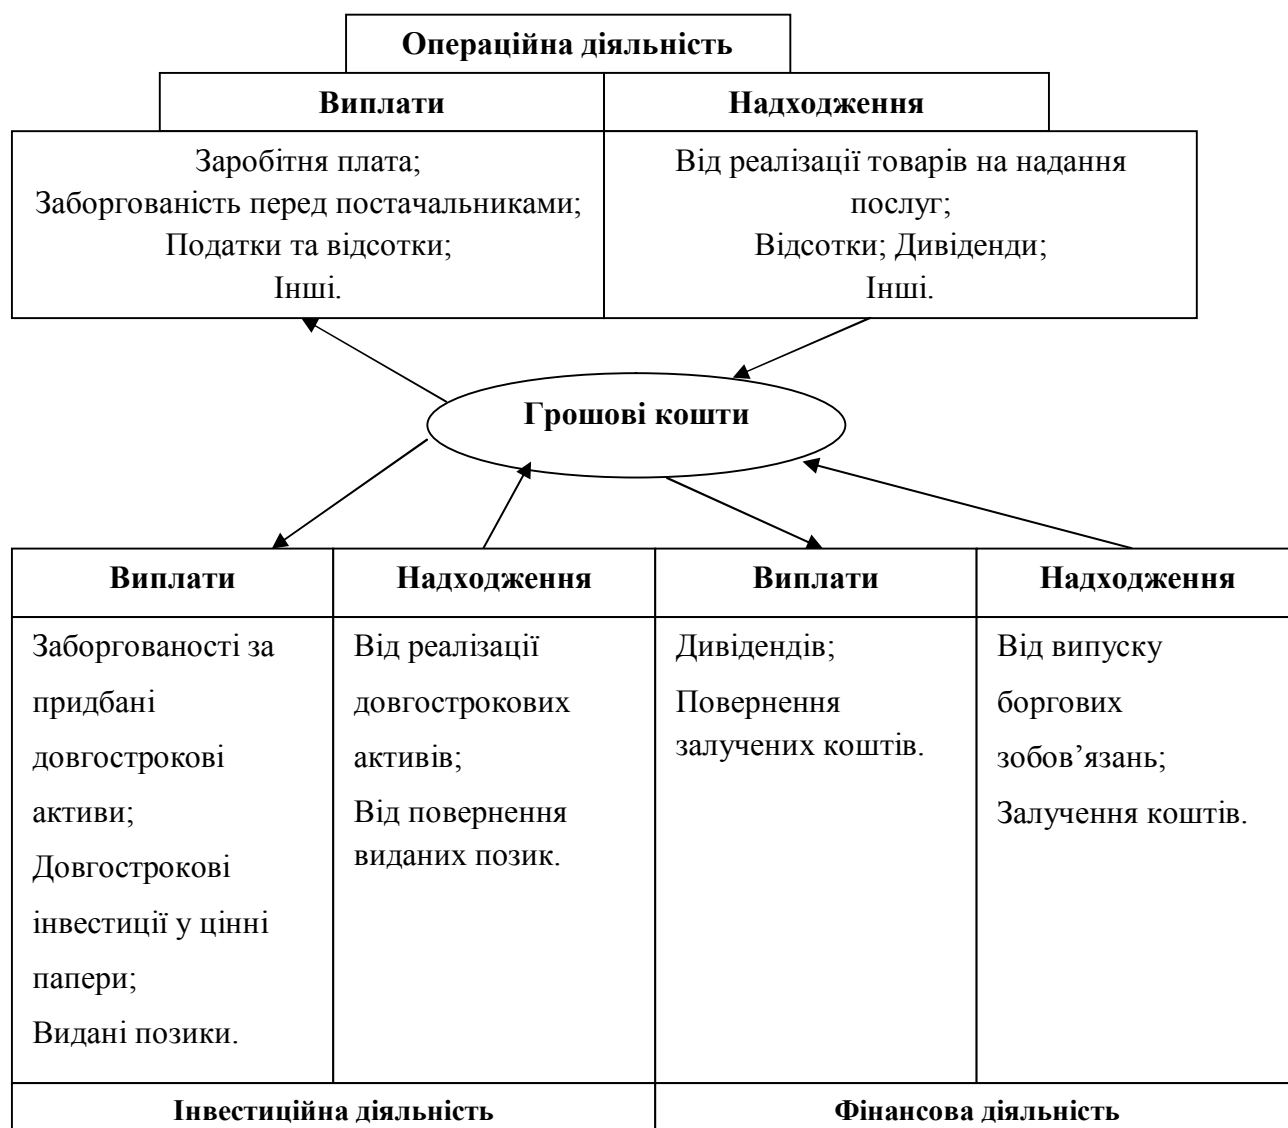 Операційна діяльність
Виплати
Надходження
Заробітня плата;
Заборгованість перед постачальниками;
Податки та відсотки;
Інші.
Від реалізації товарів на надання
послуг;
Відсотки; Дивіденди;
Інші.
Грошові кошти
Виплати
Надходження
Виплати
Надходження
Заборгованості за
придбані
довгострокові
активи;
Довгострокові
інвестиції у цінні
папери;
Видані позики.
Від реалізації
довгострокових
активів;
Від повернення
виданих позик.
Дивідендів;
Повернення
залучених коштів.
Від випуску
боргових
зобов’язань;
Залучення коштів.
Інвестиційна діяльність
Фінансова діяльність